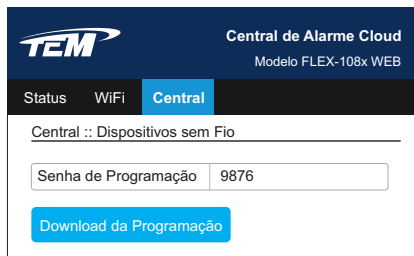 TEM
Central de Alarme Cloud
Modelo FLEX-108x WEB
Status WiFi Central
Central :: Dispositivos sem Fio
Senha de Programação 9876
Download da Programação